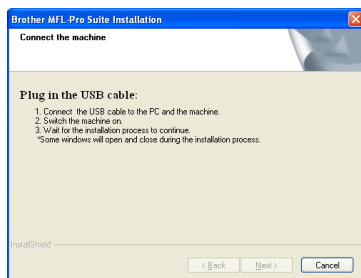 Brother MFL-Pro Suite Installation
Connect the machine
Plug in the USB cable:
1. Connect the USB cable to the PC and the machine.
2. Switch the machine on.
3. Wait for the installation process to continue.
*Some windows will open and close during the installation process.
InstallShield
< Back Next > Cancel